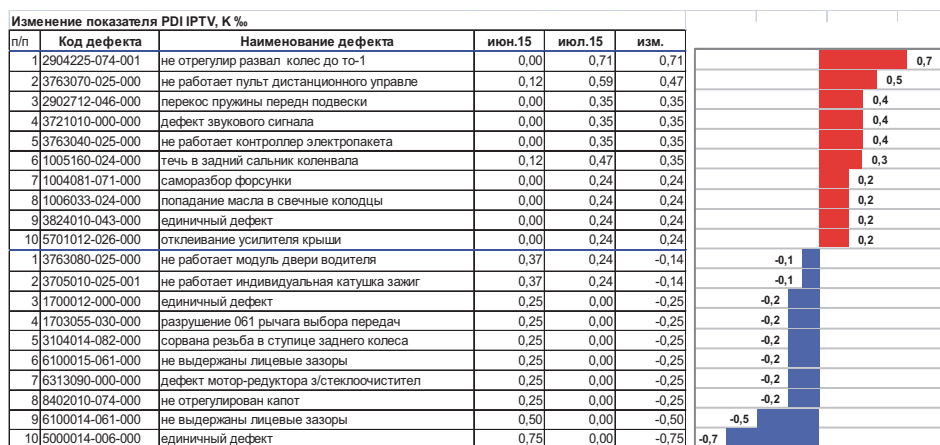 Изменение показателя PDI IPTV, K ‰
п/п Код дефекта Наименование дефекта июн.15 июл.15 изм.
1 2904225-074-001 не отрегулир развал колес до то-1 0,00 0,71 0,71 0,7
2 3763070-025-000 не работает пульт дистанционного управле 0,12 0,59 0,47 0,5
3 2902712-046-000 перекос пружины передн подвески 0,00 0,35 0,35 0,4
4 3721010-000-000 дефект звукового сигнала 0,00 0,35 0,35 0,4
5 3763040-025-000 не работает контроллер электропакета 0,00 0,35 0,35 0,4
6 1005160-024-000 течь в задний сальник коленвала 0,12 0,47 0,35 0,3
7 1004081-071-000 саморазбор форсунки 0,00 0,24 0,24 0,2
8 1006033-024-000 попадание масла в свечные колодцы 0,00 0,24 0,24 0,2
9 3824010-043-000 единичный дефект 0,00 0,24 0,24 0,2
10 5701012-026-000 отклеивание усилителя крыши 0,00 0,24 0,24 0,2
1 3763080-025-000 не работает модуль двери водителя 0,37 0,24 -0,14 -0,1
2 3705010-025-001 не работает индивидуальная катушка зажиг 0,37 0,24 -0,14 -0,1
3 1700012-000-000 единичный дефект 0,25 0,00 -0,25 -0,2
4 1703055-030-000 разрушение 061 рычага выбора передач 0,25 0,00 -0,25 -0,2
5 3104014-082-000 сорвана резьба в ступице заднего колеса 0,25 0,00 -0,25 -0,2
6 6100015-061-000 не выдержаны лицевые зазоры 0,25 0,00 -0,25 -0,2
7 6313090-000-000 дефект мотор-редуктора з/стеклоочистител 0,25 0,00 -0,25 -0,2
8 8402010-074-000 не отрегулирован капот 0,25 0,00 -0,25 -0,2
9 6100014-061-000 не выдержаны лицевые зазоры 0,50 0,00 -0,50 -0,5
10 5000014-006-000 единичный дефект 0,75 0,00 -0,75 -0,7